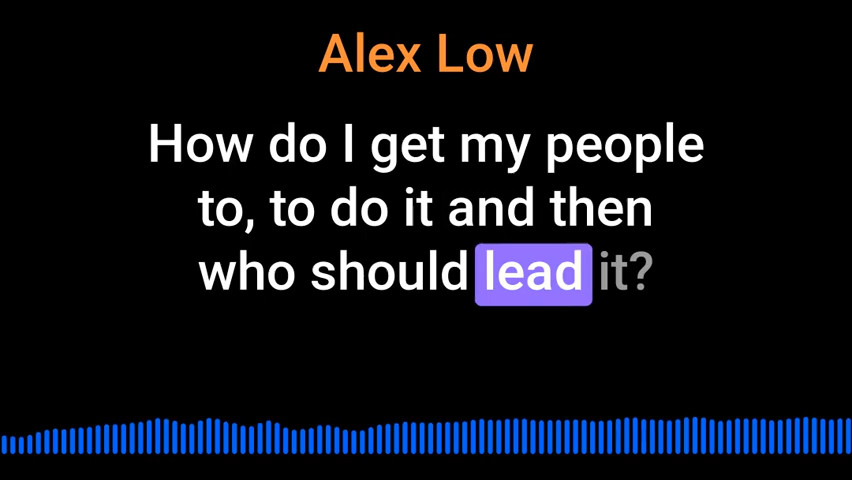 Alex Low
How do I get my people
to, to do it and then
who should lead it?